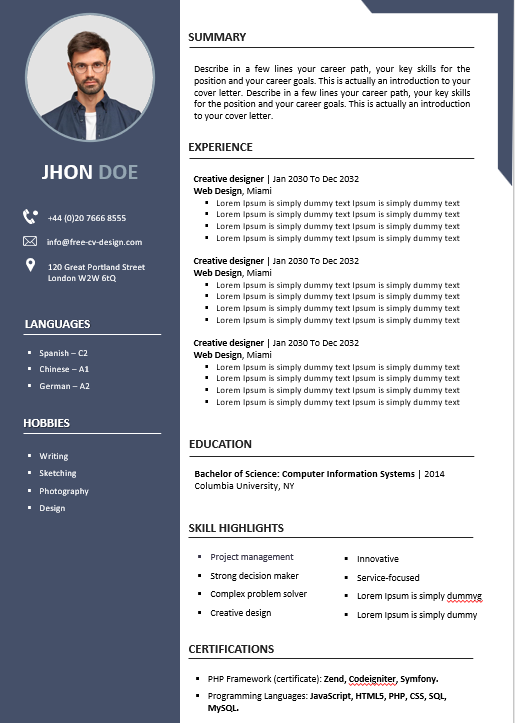 JHON DOE
+44 (0)20 7666 8555
info@free-cv-design.com
120 Great Portland Street
London W2W 6tQ
LANGUAGES
Spanish – C2
Chinese – A1
German – A2
HOBBIES
Writing
Sketching
Photography
Design
SUMMARY
Describe in a few lines your career path, your key skills for the
position and your career goals. This is actually an introduction to your
cover letter. Describe in a few lines your career path, your key skills
for the position and your career goals. This is actually an introduction
to your cover letter.
EXPERIENCE
Creative designer | Jan 2030 To Dec 2032
Web Design, Miami
Lorem Ipsum is simply dummy text Ipsum is simply dummy text
Lorem Ipsum is simply dummy text Ipsum is simply dummy text
Lorem Ipsum is simply dummy text Ipsum is simply dummy text
Lorem Ipsum is simply dummy text Ipsum is simply dummy text
Creative designer | Jan 2030 To Dec 2032
Web Design, Miami
Lorem Ipsum is simply dummy text Ipsum is simply dummy text
Lorem Ipsum is simply dummy text Ipsum is simply dummy text
Lorem Ipsum is simply dummy text Ipsum is simply dummy text
Lorem Ipsum is simply dummy text Ipsum is simply dummy text
Creative designer | Jan 2030 To Dec 2032
Web Design, Miami
Lorem Ipsum is simply dummy text Ipsum is simply dummy text
Lorem Ipsum is simply dummy text Ipsum is simply dummy text
Lorem Ipsum is simply dummy text Ipsum is simply dummy text
Lorem Ipsum is simply dummy text Ipsum is simply dummy text
EDUCATION
Bachelor of Science: Computer Information Systems | 2014
Columbia University, NY
SKILL HIGHLIGHTS
Project management
Strong decision maker
Complex problem solver
Creative design
Innovative
Service-focused
Lorem Ipsum is simply dummvg
Lorem Ipsum is simply dummy
CERTIFICATIONS
PHP Framework (certificate): Zend, Codeigniter, Symfony.
Programming Languages: JavaScript, HTML5, PHP, CSS, SQL,
MySQL.